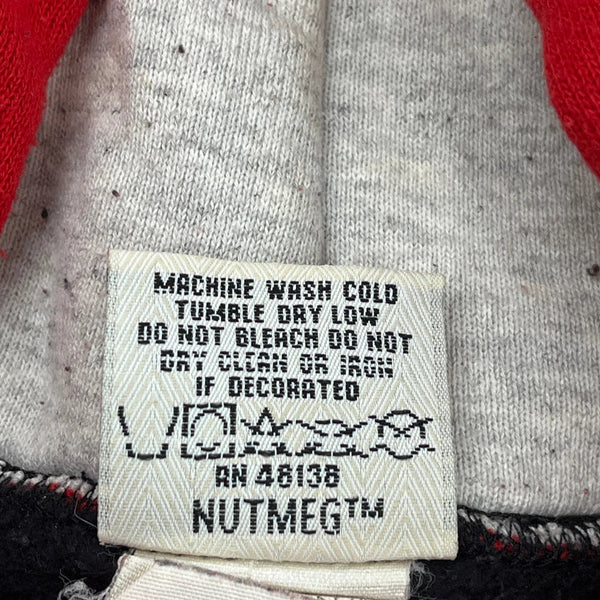 MACHINE WASH COLD
TUMBLE DRY LOW
DO NOT BLEACH DO NOT
DRY CLEAN OR IRON
IF DECORATED
RN 48138
NUTMEG™